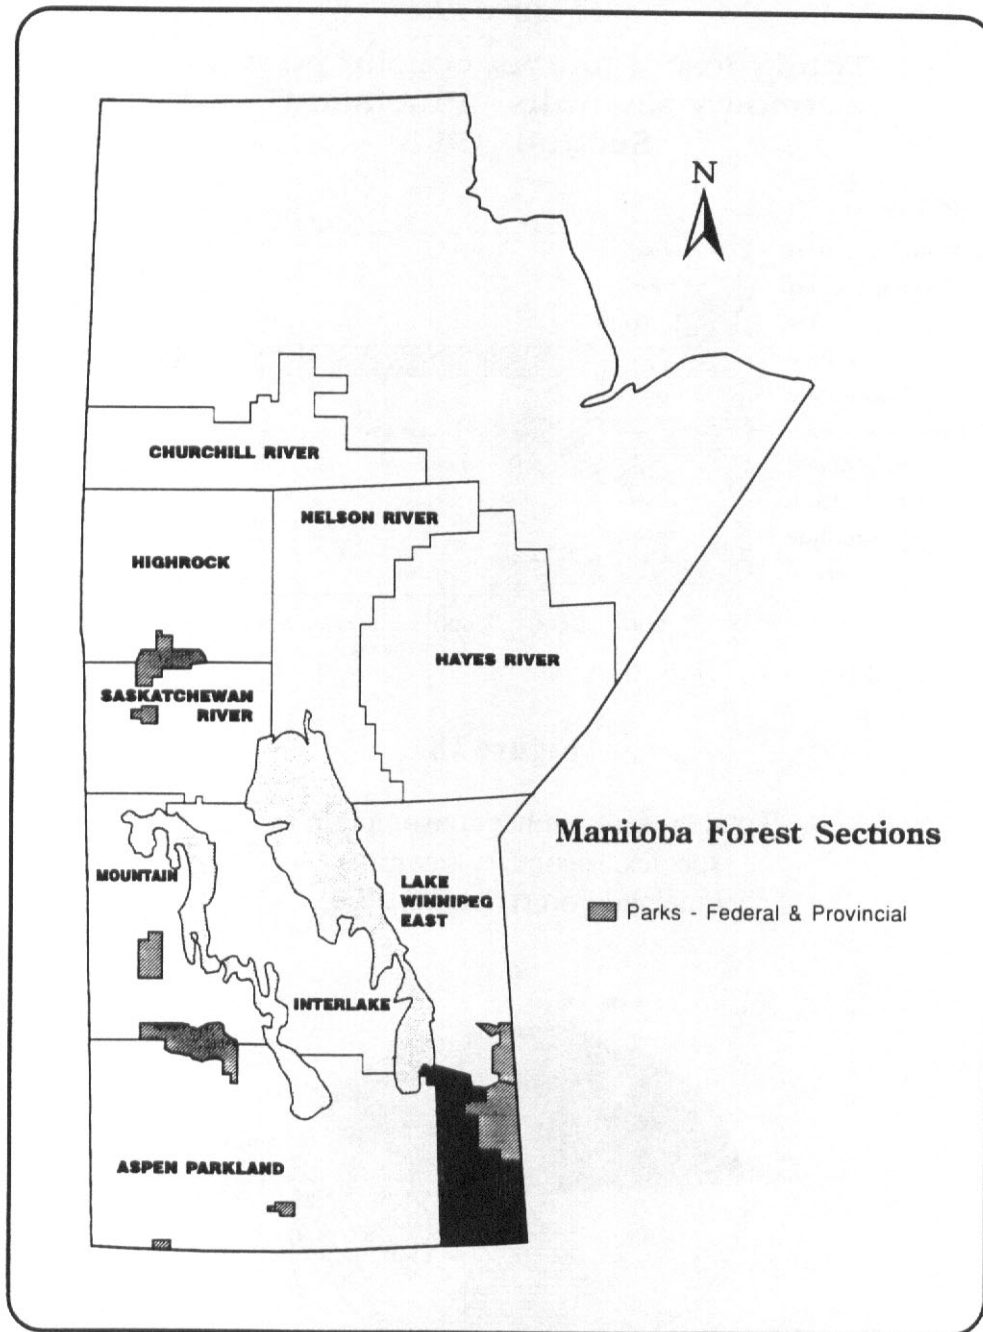 N
CHURCHILL RIVER
NELSON RIVER
HIGHROCK
HAYES RIVER
SASKATCHEWAN
RIVER
Manitoba Forest Sections
MOUNTAIN
LAKE
WINNIPEG
EAST
Parks - Federal & Provincial
INTERLAKE
ASPEN PARKLAND